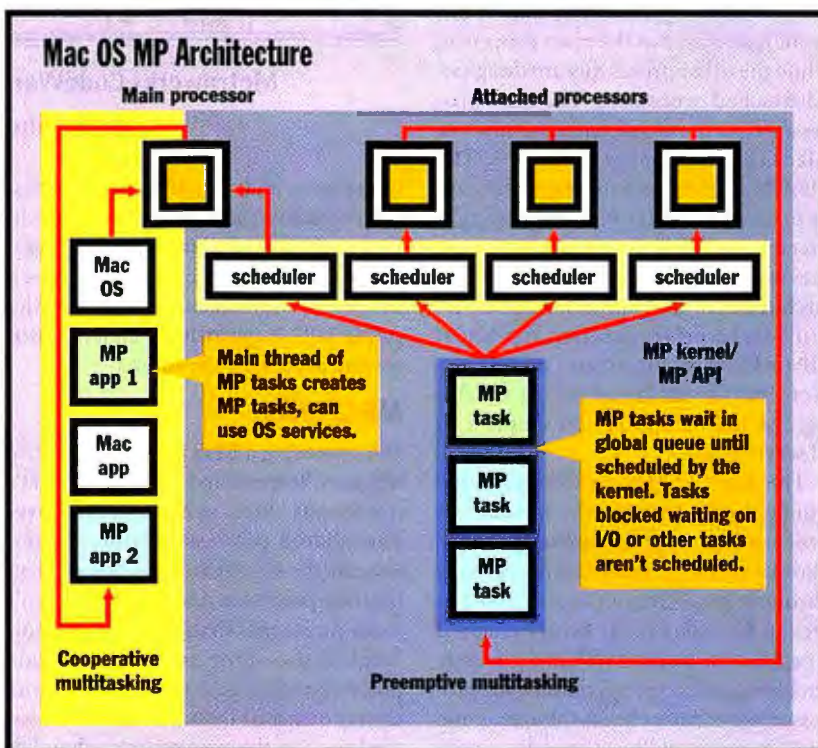 Mac OS MP Architecture
Main processor
Attached processors
Mac
OS
scheduler
scheduler
scheduler
scheduler
MP
app 1
Main thread of
MP tasks creates
MP tasks, can
use OS services.
MP kernel/
MP API
Mac
app
MP
task
MP
task
MP
task
MP tasks wait in
global queue until
scheduled by the
kernel. Tasks
blocked waiting on
I/O or other tasks
aren't scheduled.
MP
app 2
Cooperative
multitasking
Preemptive multitasking